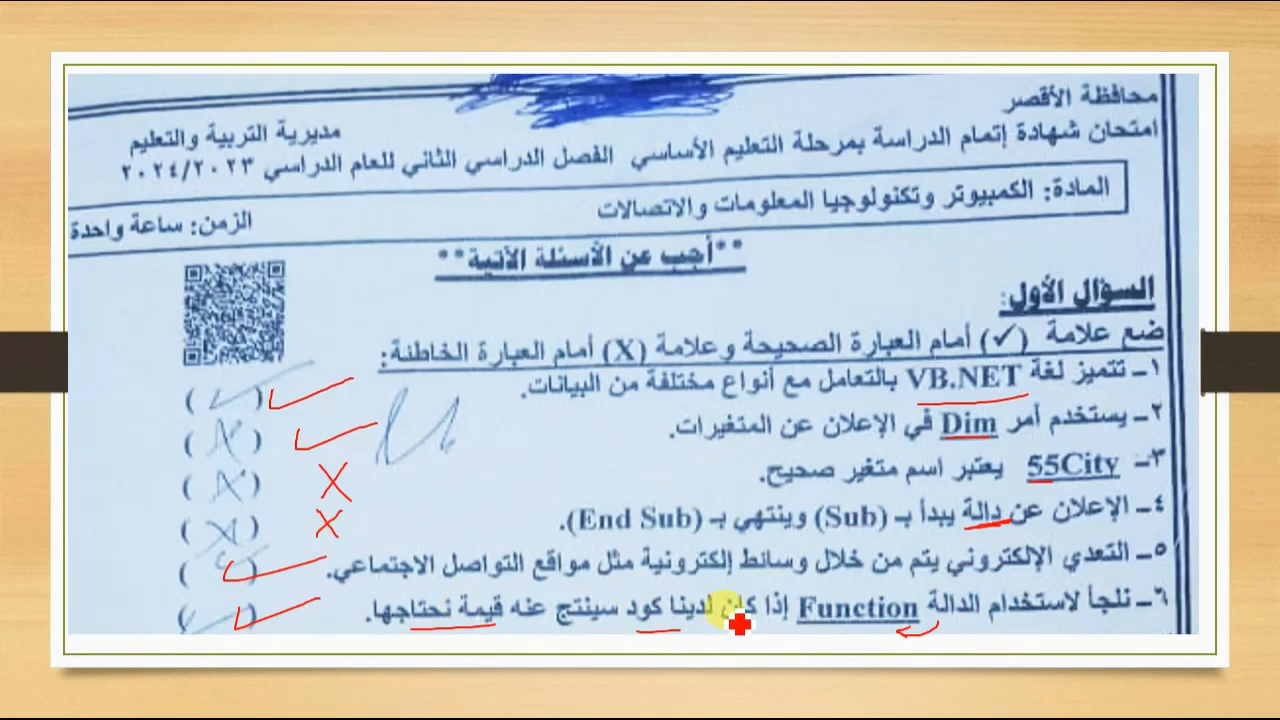 محافظة الأقصر
مديرية التربية والتعليم
امتحان شهادة إتمام الدراسة بمرحلة التعليم الأساسي الفصل الدراسي الثاني للعام الدراسي ٢٠٢٤/٢٠٢٣
المادة: الكمبيوتر وتكنولوجيا المعلومات والاتصالات
الزمن: ساعة واحدة
**أجب عن الأسئلة الآتية**
السؤال الأول:
ضع علامة (✓) أمام العبارة الصحيحة وعلامة (X) أمام العبارة الخاطئة:
١- تتميز لغة VB.NET بالتعامل مع أنواع مختلفة من البيانات. (✓) ✓
٢- يستخدم أمر Dim في الإعلان عن المتغيرات. (X) ✓
٣- 55City يعتبر اسم متغير صحيح. (X) X
٤- الإعلان عن دالة يبدأ بـ (Sub) وينتهي بـ (End Sub). (X) X
٥- التعدي الإلكتروني يتم من خلال وسائط إلكترونية مثل مواقع التواصل الاجتماعي. (✓) ✓
٦- نلجأ لاستخدام الدالة Function إذا كان لدينا كود سينتج عنه قيمة نحتاجها. (✓) ✓